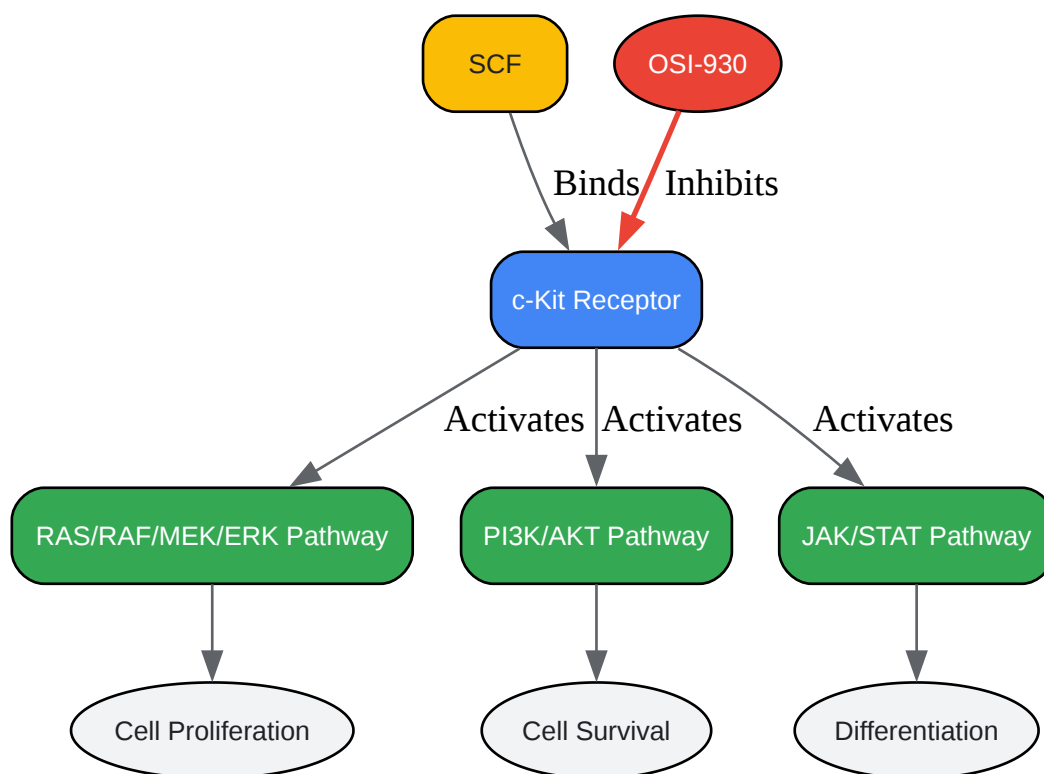 SCF
OSI-930
Binds
Inhibits
c-Kit Receptor
Activates
Activates
Activates
RAS/RAF/MEK/ERK Pathway
PI3K/AKT Pathway
JAK/STAT Pathway
Cell Proliferation
Cell Survival
Differentiation